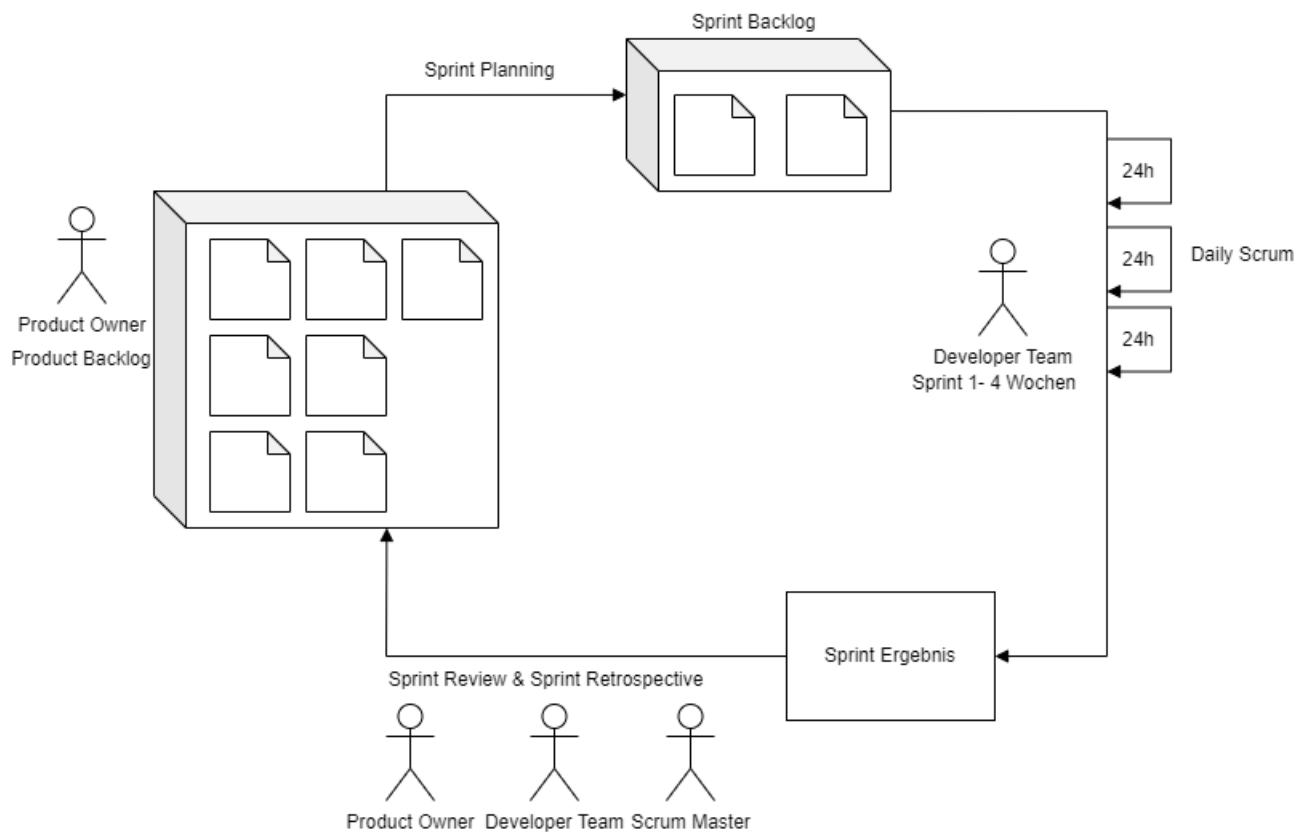 Sprint Backlog
Sprint Planning
24h
24h
Daily Scrum
24h
Product Owner
Product Backlog
Developer Team
Sprint 1- 4 Wochen
Sprint Ergebnis
Sprint Review & Sprint Retrospective
Product Owner
Developer Team
Scrum Master